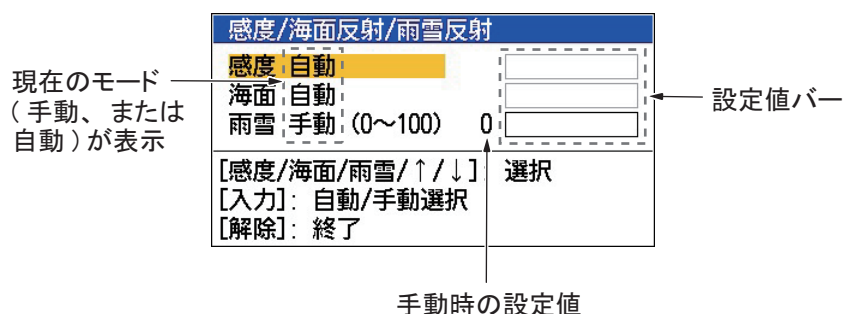 感度/海面反射/雨雪反射
感度 自動
海面 自動
雨雪 手動 (0～100) 0
[感度/海面/雨雪/↑/↓]: 選択
[入力]: 自動/手動選択
[解除]: 終了
現在のモード
(手動、または
自動)が表示
設定値バー
手動時の設定値